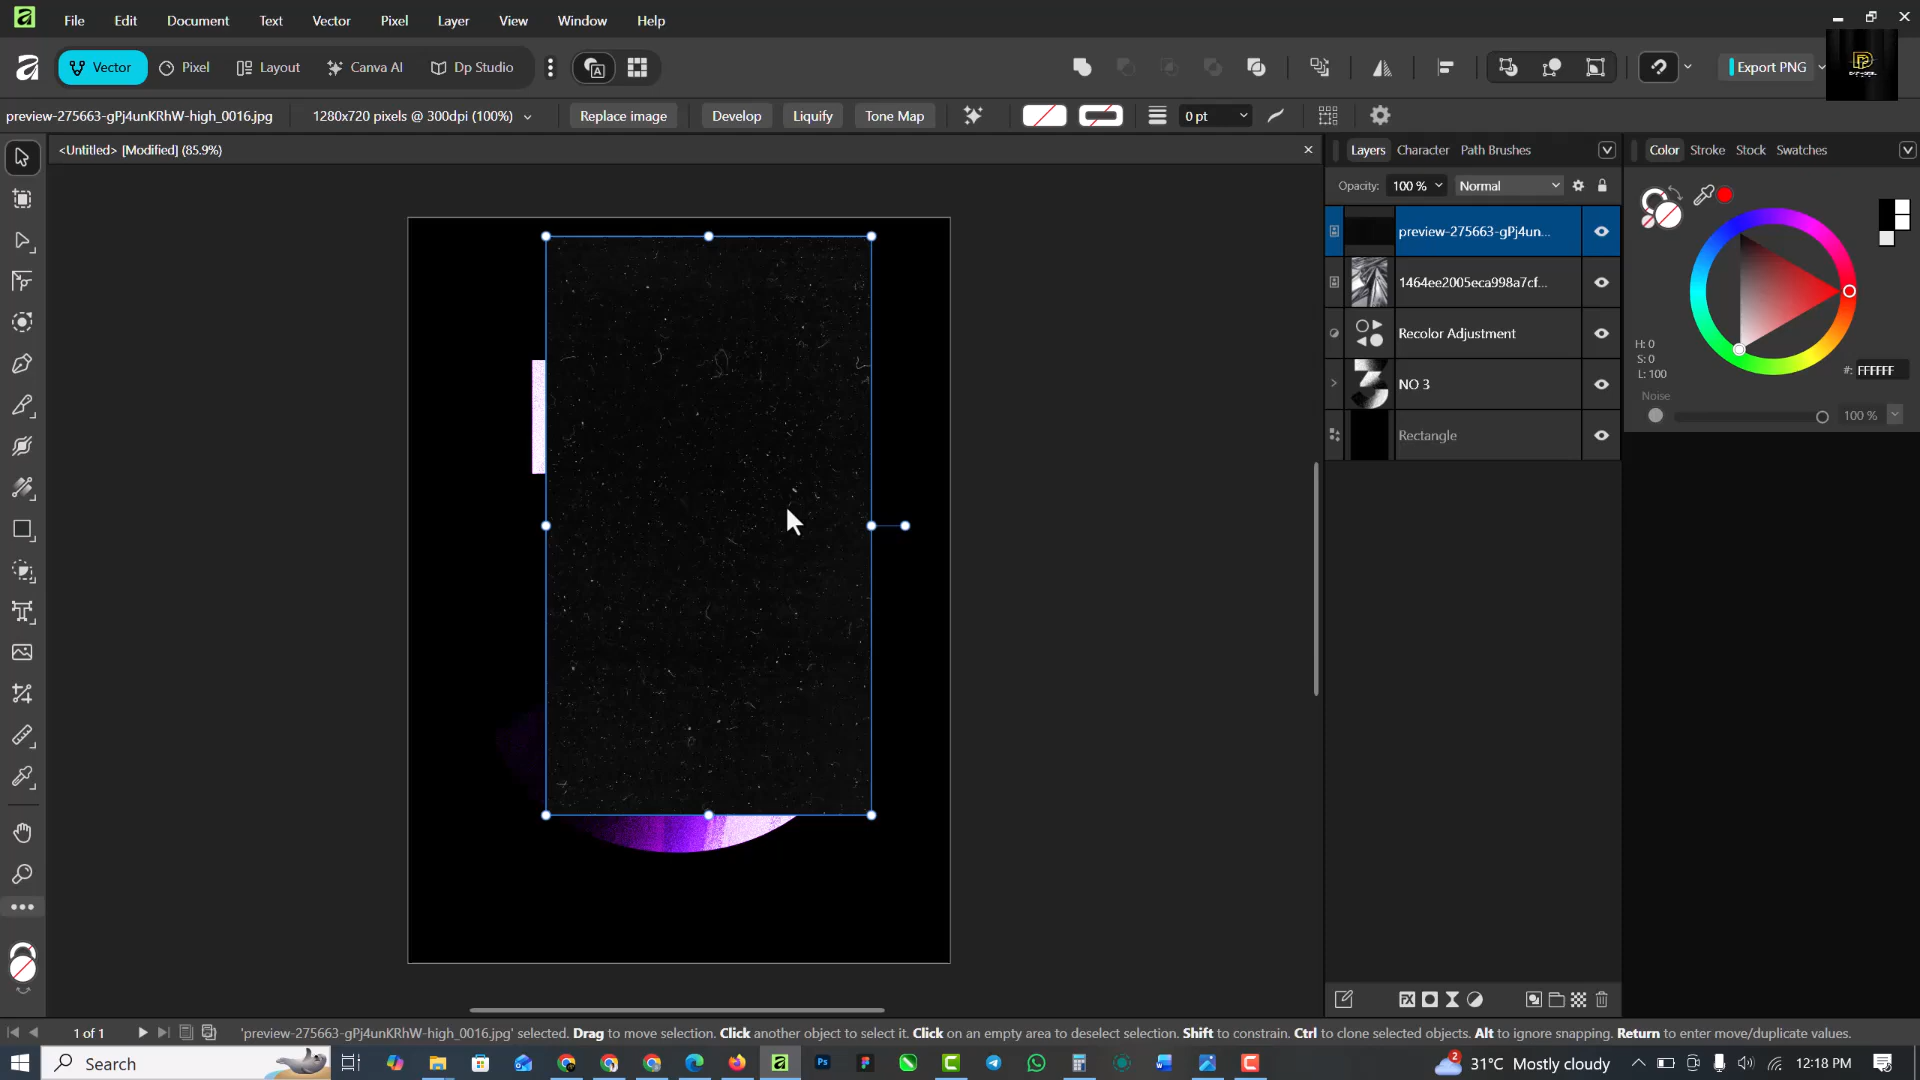 File Edit Document Text Vector Pixel Layer View Window Help
Vector Pixel Layout Canva AI Dp Studio Export PNG
preview-275663-gPj4unKRhW-high_0016.jpg 1280x720 pixels @ 300dpi (100%) Replace image Develop Liquify Tone Map 0 pt
<Untitled> [Modified] (85.9%)
Layers Character Path Brushes
Color Stroke Stock Swatches
Opacity: 100 % Normal
preview-275663-gPj4un...
1464ee2005eca998a7cf...
Recolor Adjustment
NO 3
Rectangle
H: 0
S: 0
L: 100
#: FFFFFF
Noise
100 %
1 of 1 'preview-275663-gPj4unKRhW-high_0016.jpg' selected. Drag to move selection. Click another object to select it. Click on an empty area to deselect selection. Shift to constrain. Ctrl to clone selected objects. Alt to ignore snapping. Return to enter move/duplicate values.
Search
2 31°C Mostly cloudy 12:18 PM